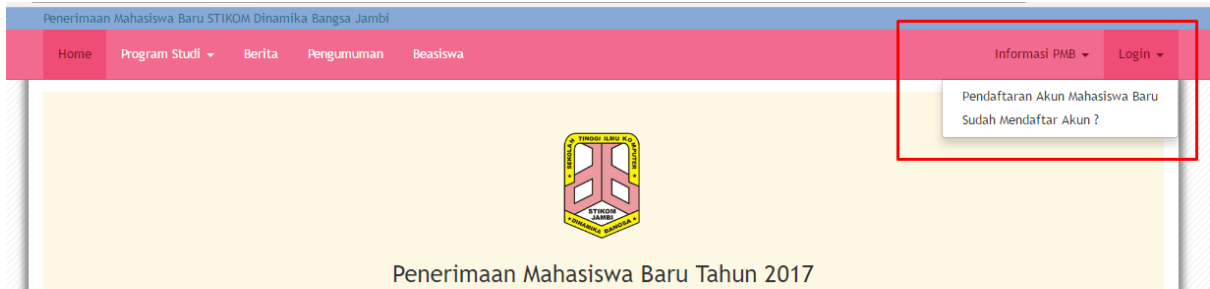 Penerimaan Mahasiswa Baru STIKOM Dinamika Bangsa Jambi
Home Program Studi Berita Pengumuman Beasiswa Informasi PMB Login
Pendaftaran Akun Mahasiswa Baru
Sudah Mendaftar Akun ?
SEKOLAH TINGGI ILMU KOMPUTER
STIKOM
JAMBI
DINAMIKA BANGSA
Penerimaan Mahasiswa Baru Tahun 2017